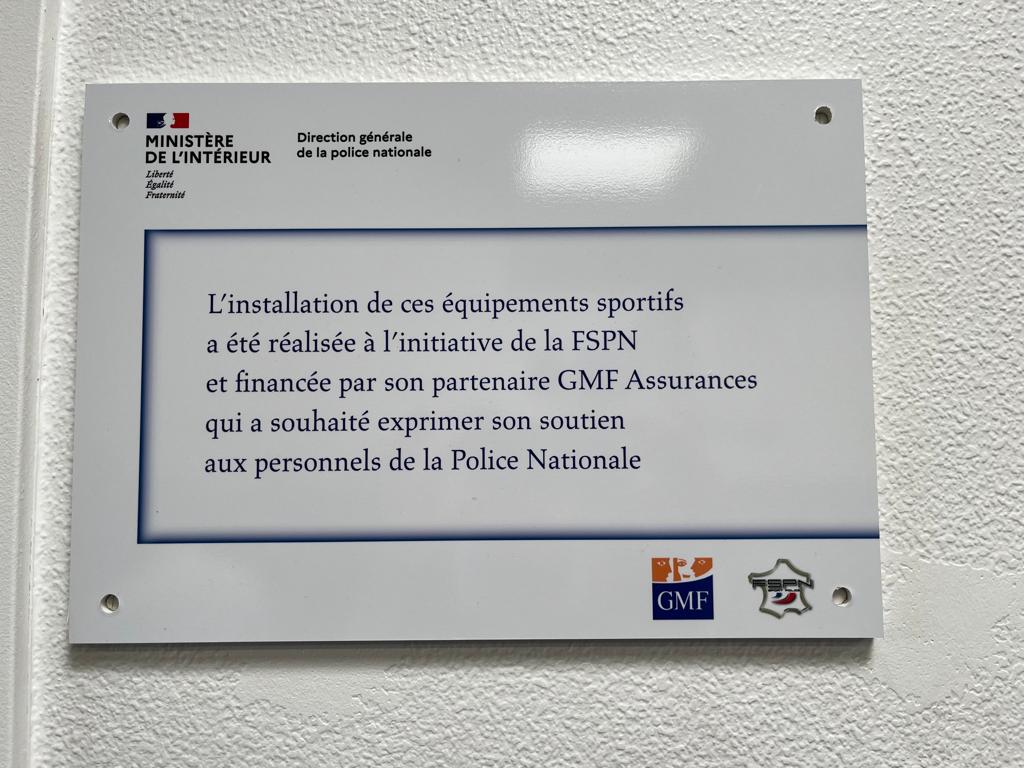 MINISTÈRE
DE L'INTÉRIEUR
Liberté
Égalité
Fraternité
Direction générale
de la police nationale
L'installation de ces équipements sportifs
a été réalisée à l'initiative de la FSPN
et financée par son partenaire GMF Assurances
qui a souhaité exprimer son soutien
aux personnels de la Police Nationale
GMF
FSPN